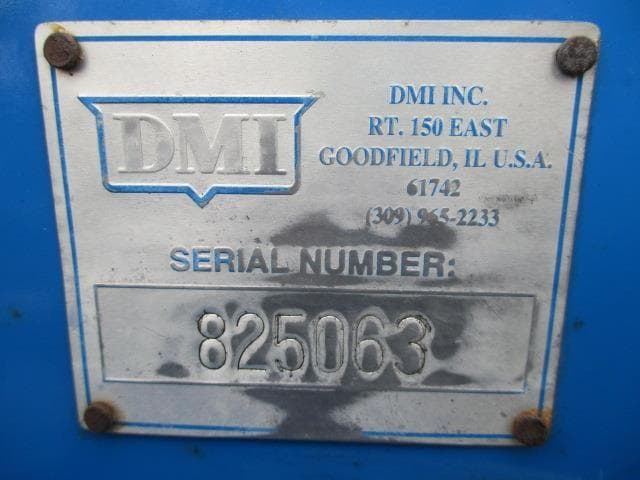 DMI
DMI INC.
RT. 150 EAST
GOODFIELD, IL U.S.A.
61742
(309) 965-2233
SERIAL NUMBER:
825063